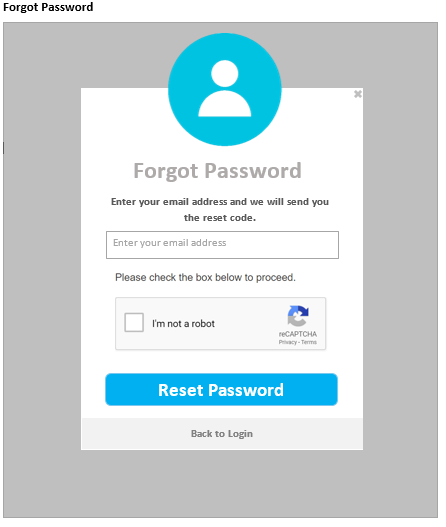 Forgot Password
Forgot Password
Enter your email address and we will send you
the reset code.
Enter your email address
Please check the box below to proceed.
I'm not a robot
reCAPTCHA
Privacy - Terms
Reset Password
Back to Login